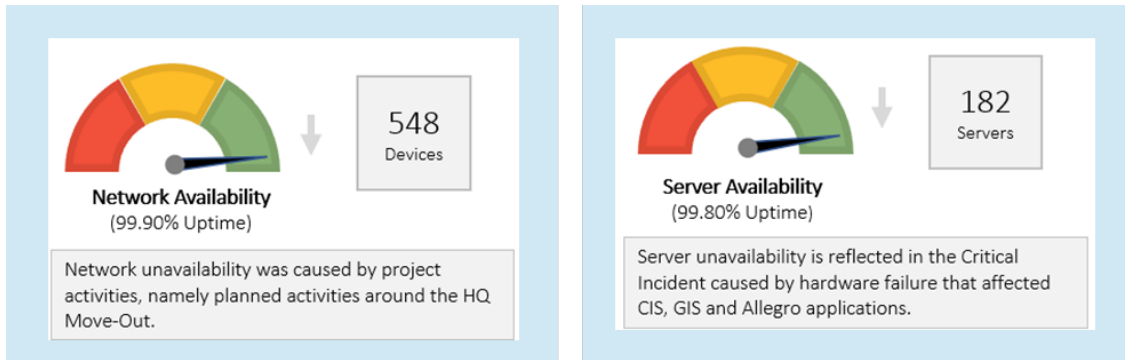 548
Devices
Network Availability
(99.90% Uptime)
Network unavailability was caused by project
activities, namely planned activities around the HQ
Move-Out.
182
Servers
Server Availability
(99.80% Uptime)
Server unavailability is reflected in the Critical
Incident caused by hardware failure that affected
CIS, GIS and Allegro applications.